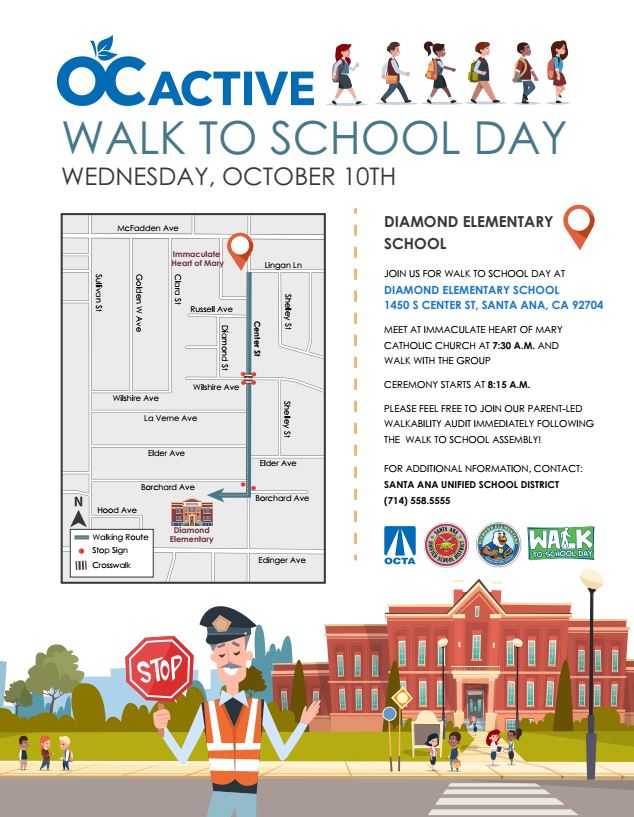 OC ACTIVE
WALK TO SCHOOL DAY
WEDNESDAY, OCTOBER 10TH
McFadden Ave
Immaculate
Heart of Mary
Lingan Ln
Sullivan St
Golden W Ave
Clara St
Shelley St
Russell Ave
Center St
Diamond St
Wilshire Ave
Wilshire Ave
La Verne Ave
Shelley St
Elder Ave
Elder Ave
Borchard Ave
Borchard Ave
N
Hood Ave
Diamond
Elementary
Walking Route
Stop Sign
Crosswalk
Edinger Ave
DIAMOND ELEMENTARY
SCHOOL
JOIN US FOR WALK TO SCHOOL DAY AT
DIAMOND ELEMENTARY SCHOOL
1450 S CENTER ST, SANTA ANA, CA 92704
MEET AT IMMACULATE HEART OF MARY
CATHOLIC CHURCH AT 7:30 A.M. AND
WALK WITH THE GROUP
CEREMONY STARTS AT 8:15 A.M.
PLEASE FEEL FREE TO JOIN OUR PARENT-LED
WALKABILITY AUDIT IMMEDIATELY FOLLOWING
THE WALK TO SCHOOL ASSEMBLY!
FOR ADDITIONAL NFORMATION, CONTACT:
SANTA ANA UNIFIED SCHOOL DISTRICT
(714) 558.5555
OCTA
SANTA ANA
UNIFIED SCHOOL DISTRICT
WALK
TO SCHOOL DAY
STOP